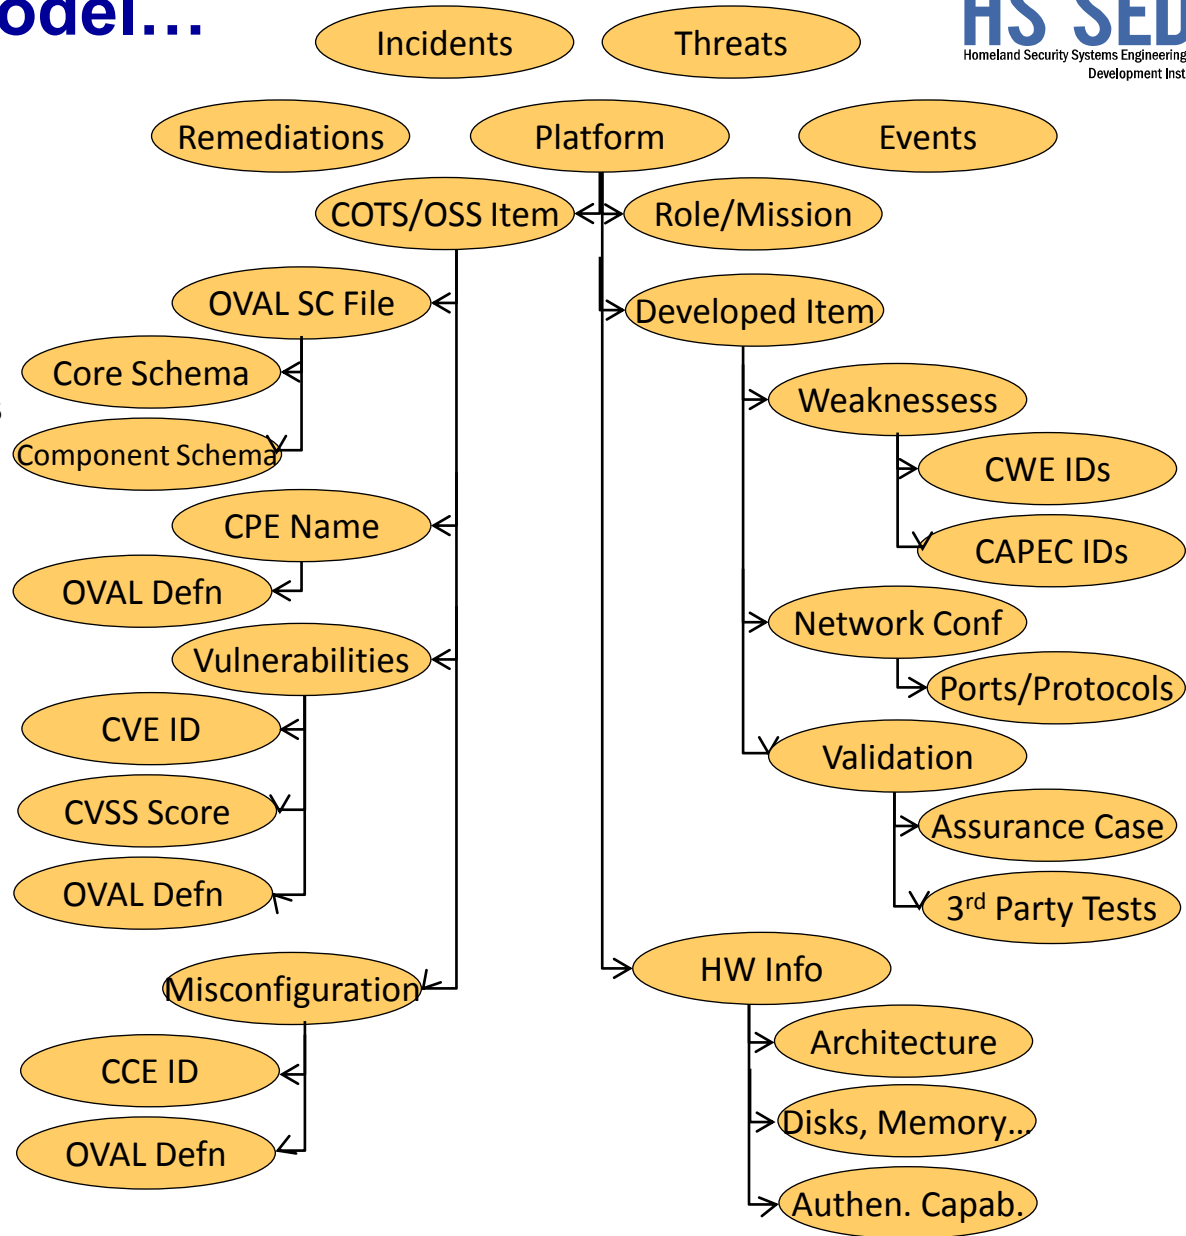 odel…
HS SED
Homeland Security Systems Engineering
Development Inst
Incidents
Threats
Remediations
Platform
Events
COTS/OSS Item
Role/Mission
OVAL SC File
Developed Item
Core Schema
s
Component Schema
Weaknessess
CWE IDs
CPE Name
CAPEC IDs
OVAL Defn
Network Conf
Vulnerabilities
Ports/Protocols
CVE ID
Validation
CVSS Score
Assurance Case
OVAL Defn
3rd Party Tests
HW Info
Misconfiguration
Architecture
CCE ID
Disks, Memory…
OVAL Defn
Authen. Capab.